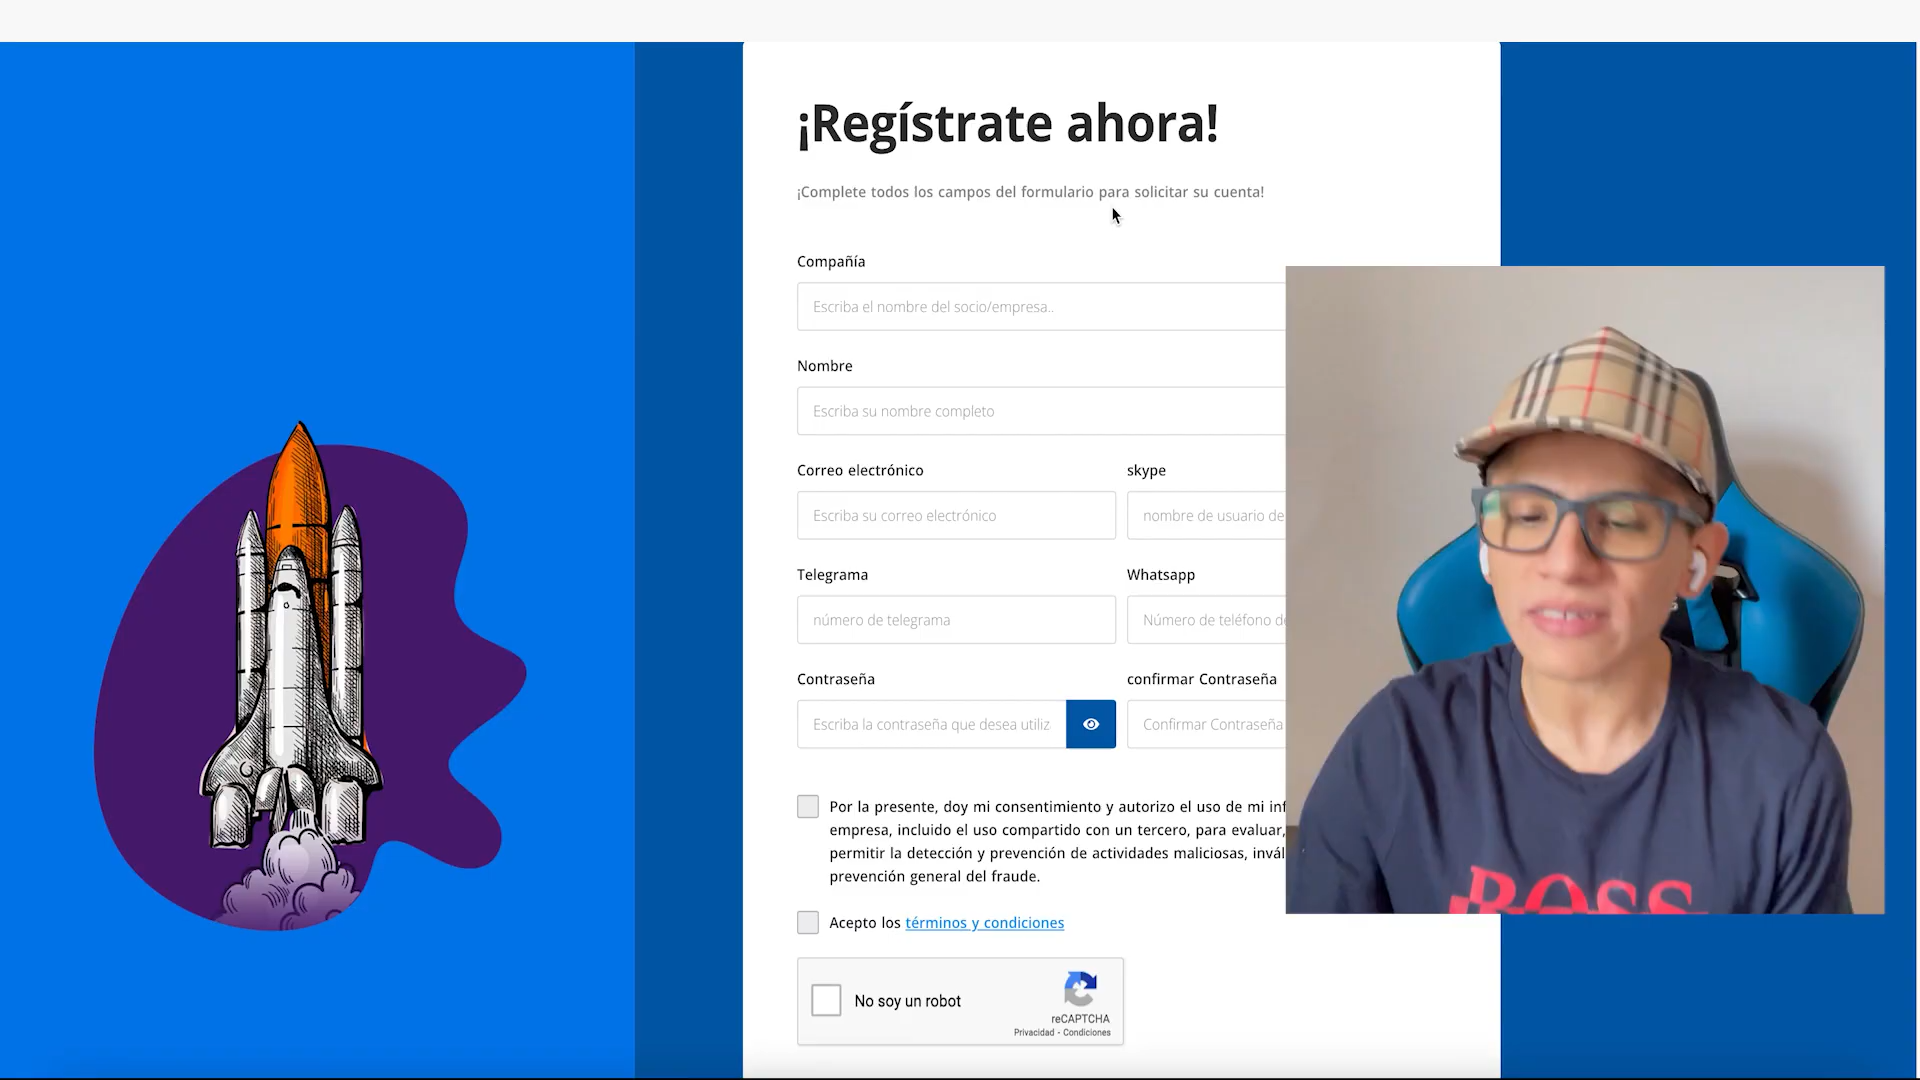 ¡Regístrate ahora!
¡Complete todos los campos del formulario para solicitar su cuenta!
Compañía
Escriba el nombre del socio/empresa..
Nombre
Escriba su nombre completo
Correo electrónico
skype
Escriba su correo electrónico
nombre de usuario de
Telegrama
Whatsapp
número de telegrama
Número de teléfono de
Contraseña
confirmar Contraseña
Escriba la contraseña que desea utiliz
Confirmar Contraseña
Por la presente, doy mi consentimiento y autorizo el uso de mi inf
empresa, incluido el uso compartido con un tercero, para evaluar,
permitir la detección y prevención de actividades maliciosas, invál
prevención general del fraude.
Acepto los términos y condiciones
No soy un robot
reCAPTCHA
Privacidad - Condiciones
BOSS